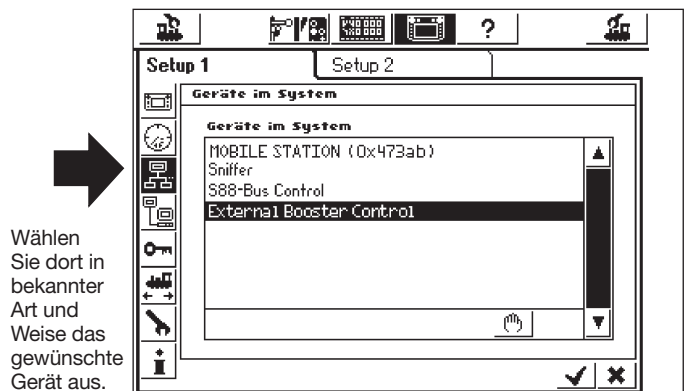 ?
Setup 1
Setup 2
Geräte im System
Geräte im System
MOBILE STATION (0x473ab)
Sniffer
S88-Bus Control
External Booster Control
Wählen
Sie dort in
bekannter
Art und
Weise das
gewünschte
Gerät aus.